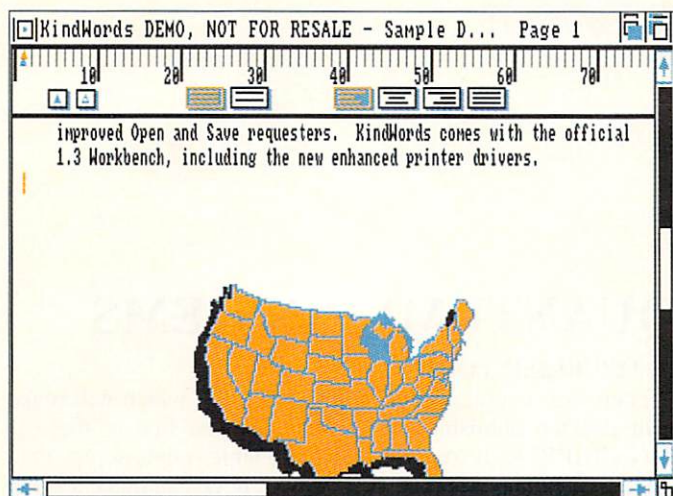 KindWords DEMO, NOT FOR RESALE - Sample D... Page 1
10 20 30 40 50 60 70
improved Open and Save requesters. KindWords comes with the official
1.3 Workbench, including the new enhanced printer drivers.